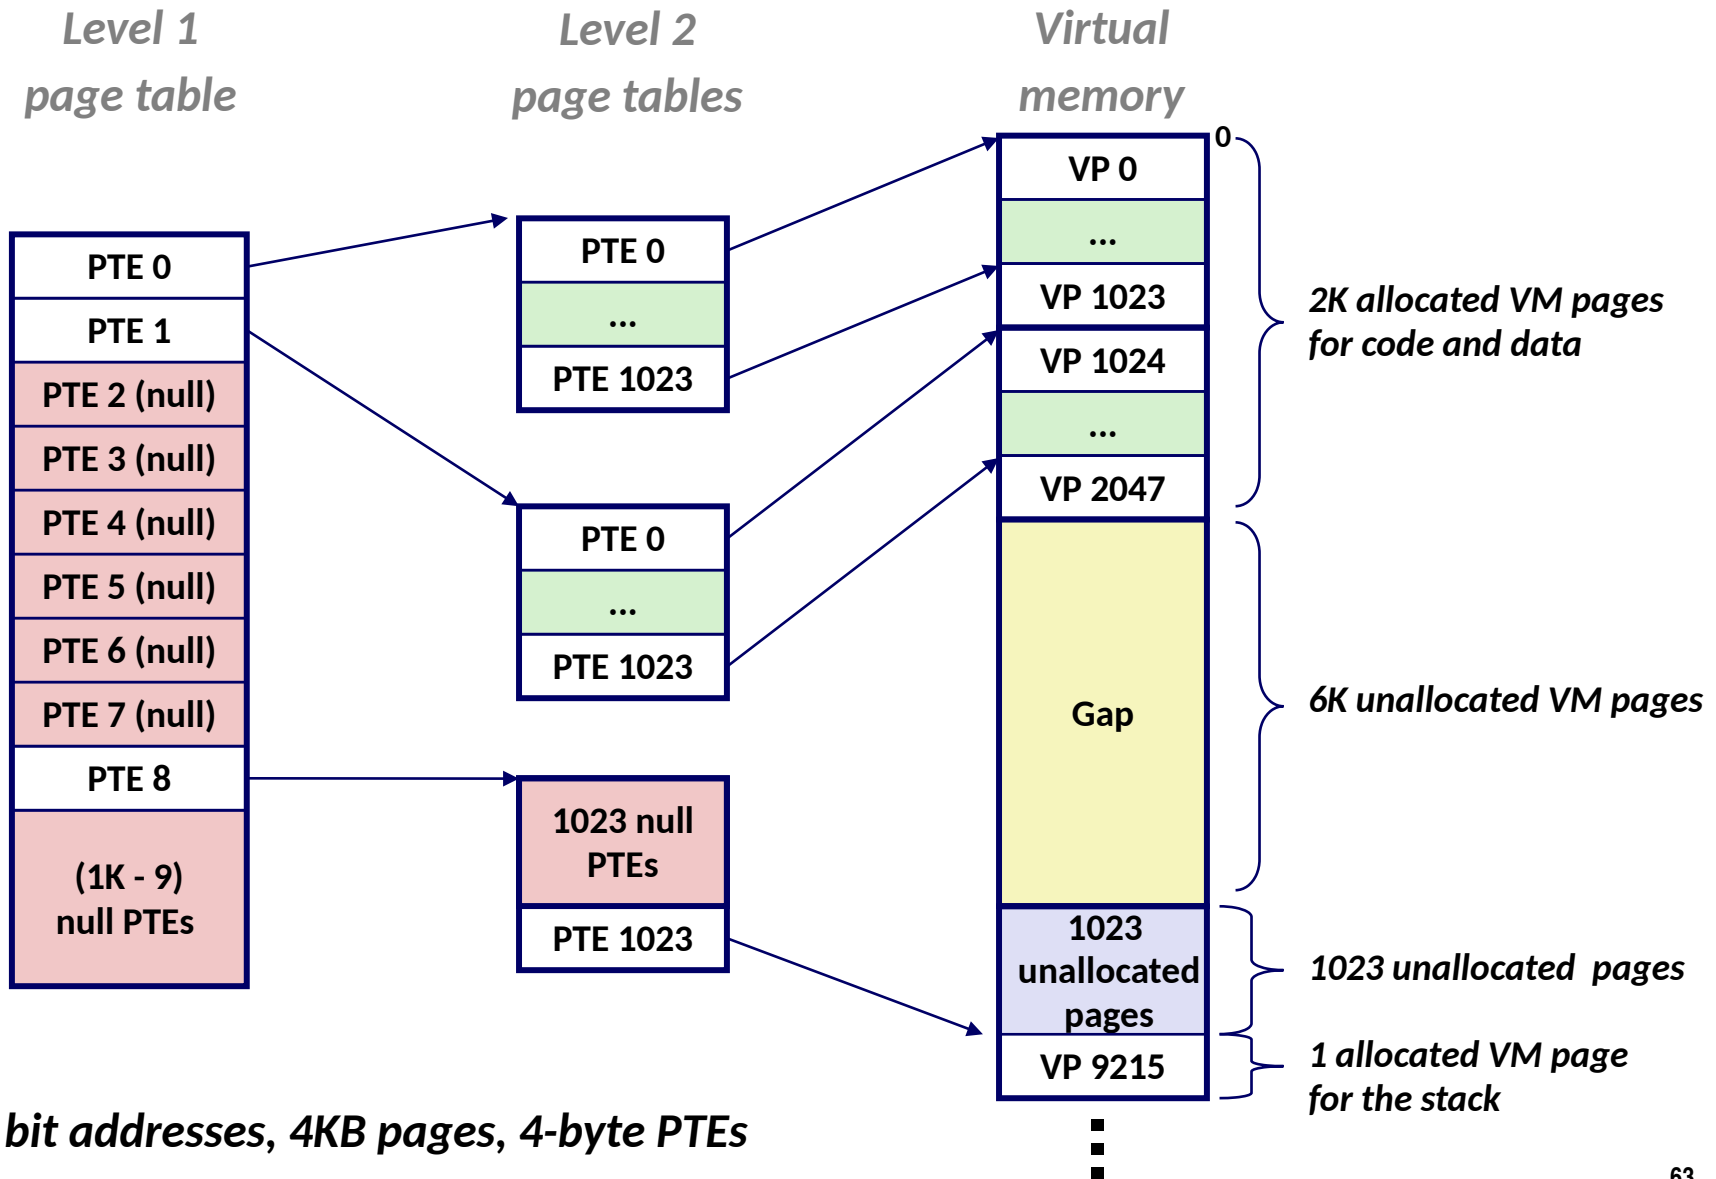 Level 1
page table
Level 2
page tables
Virtual
memory
PTE 0
PTE 1
PTE 2 (null)
PTE 3 (null)
PTE 4 (null)
PTE 5 (null)
PTE 6 (null)
PTE 7 (null)
PTE 8
(1K - 9)
null PTEs
PTE 0
...
PTE 1023
PTE 0
...
PTE 1023
1023 null
PTEs
PTE 1023
0
VP 0
...
VP 1023
VP 1024
...
VP 2047
Gap
1023
unallocated
pages
VP 9215
2K allocated VM pages
for code and data
6K unallocated VM pages
1023 unallocated  pages
1 allocated VM page
for the stack
bit addresses, 4KB pages, 4-byte PTEs
63